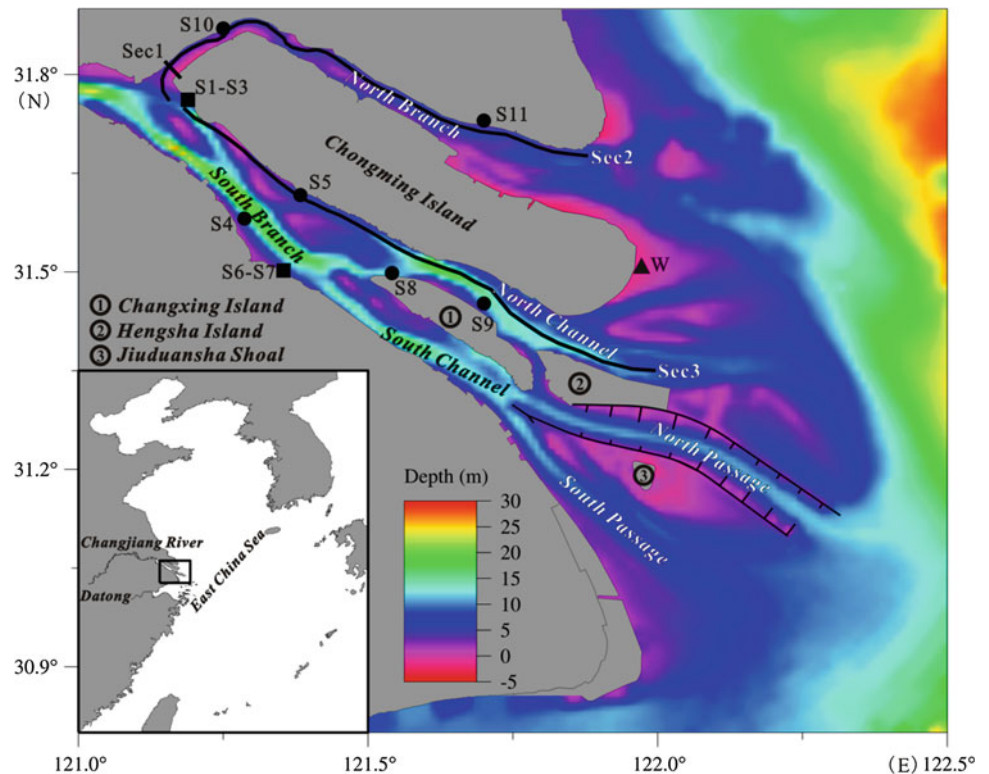 S10
Sec1
31.8
(N)
S1-S3
North Branch
S11
Sec2
Chongming Island
S5
South Branch
S4
31.5
S6-S7
S8
W
① Changxing Island
② Hengsha Island
③ Jiuduansha Shoal
①
S9
North Channel
South Channel
Sec3
②
31.2
North Passage
③
South Passage
Depth (m)
30
25
20
15
10
5
0
-5
Changjiang River
Datong
East China Sea
30.9
121.0
121.5
122.0
(E)
122.5°